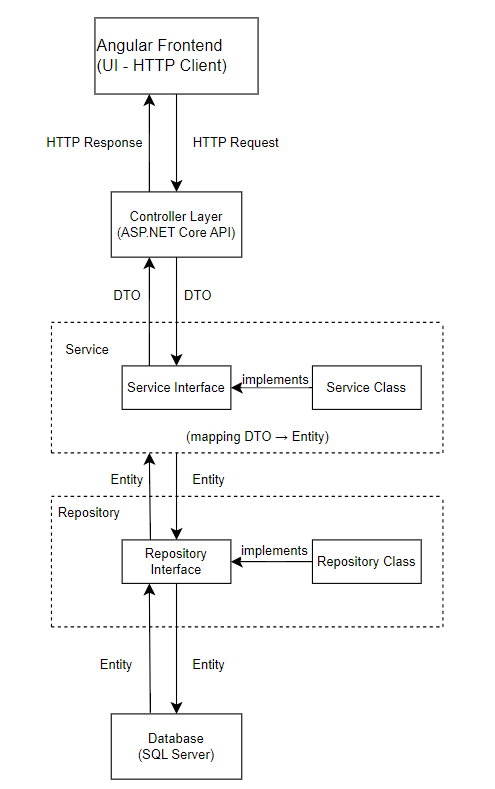 Angular Frontend
(UI - HTTP Client)
HTTP Response
HTTP Request
Controller Layer
(ASP.NET Core API)
DTO
DTO
Service
Service Interface
implements
Service Class
(mapping DTO → Entity)
Entity
Entity
Repository
Repository
Interface
implements
Repository Class
Entity
Entity
Database
(SQL Server)